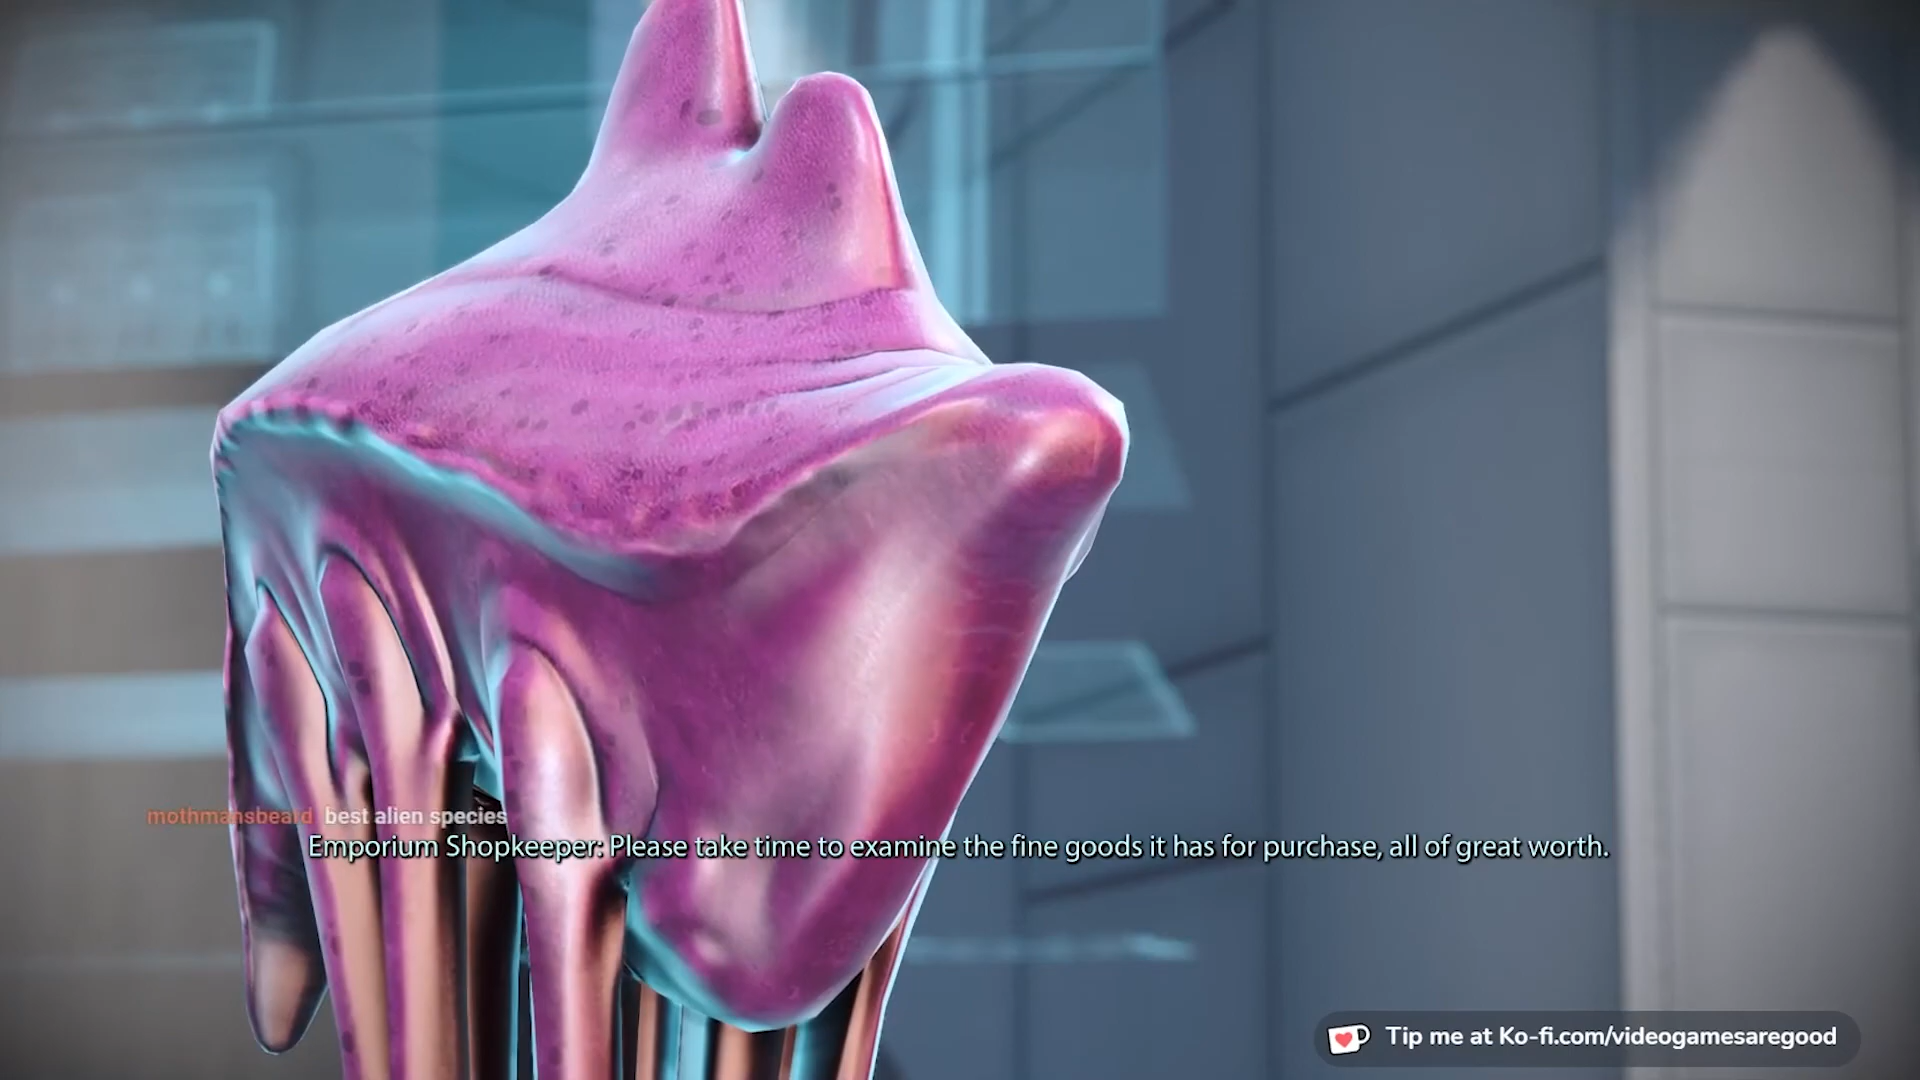 mothmansbeard: best alien species
Emporium Shopkeeper: Please take time to examine the fine goods it has for purchase, all of great worth.
Tip me at Ko-fi.com/videogamesaregood